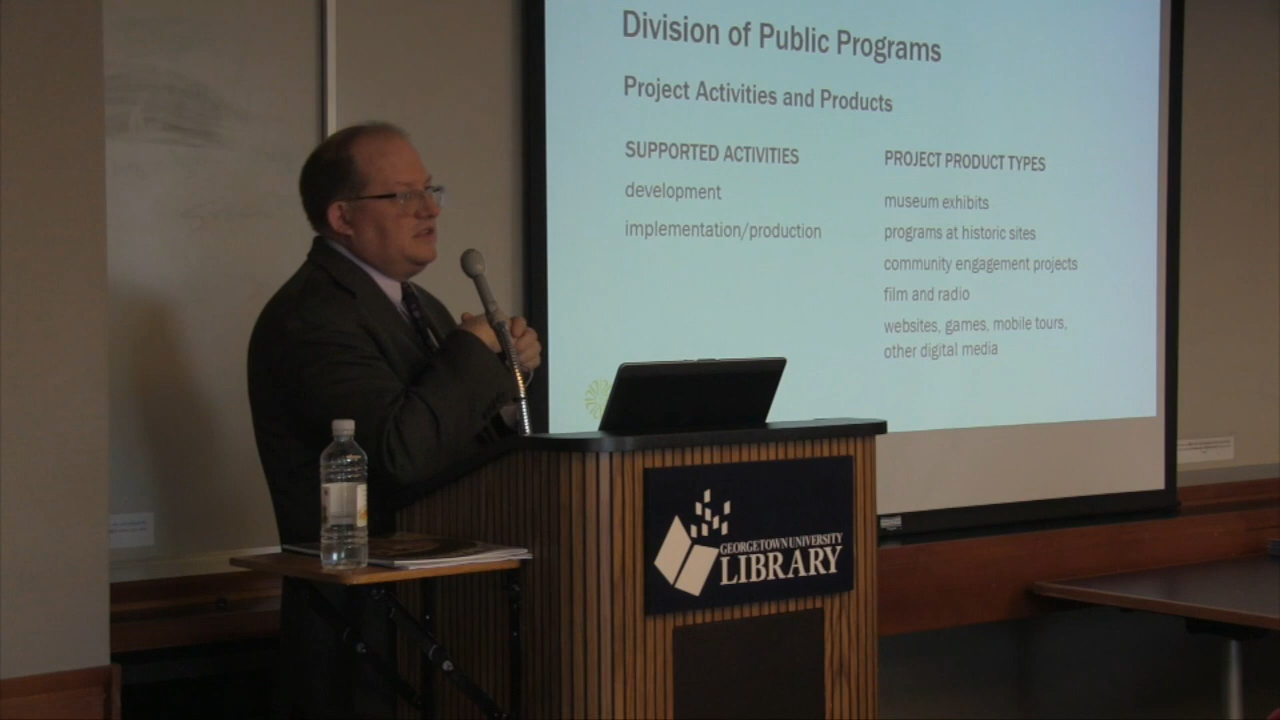 Division of Public Programs
Project Activities and Products
SUPPORTED ACTIVITIES
development
implementation/production
PROJECT PRODUCT TYPES
museum exhibits
programs at historic sites
community engagement projects
film and radio
websites, games, mobile tours,
other digital media
GEORGETOWN UNIVERSITY
LIBRARY